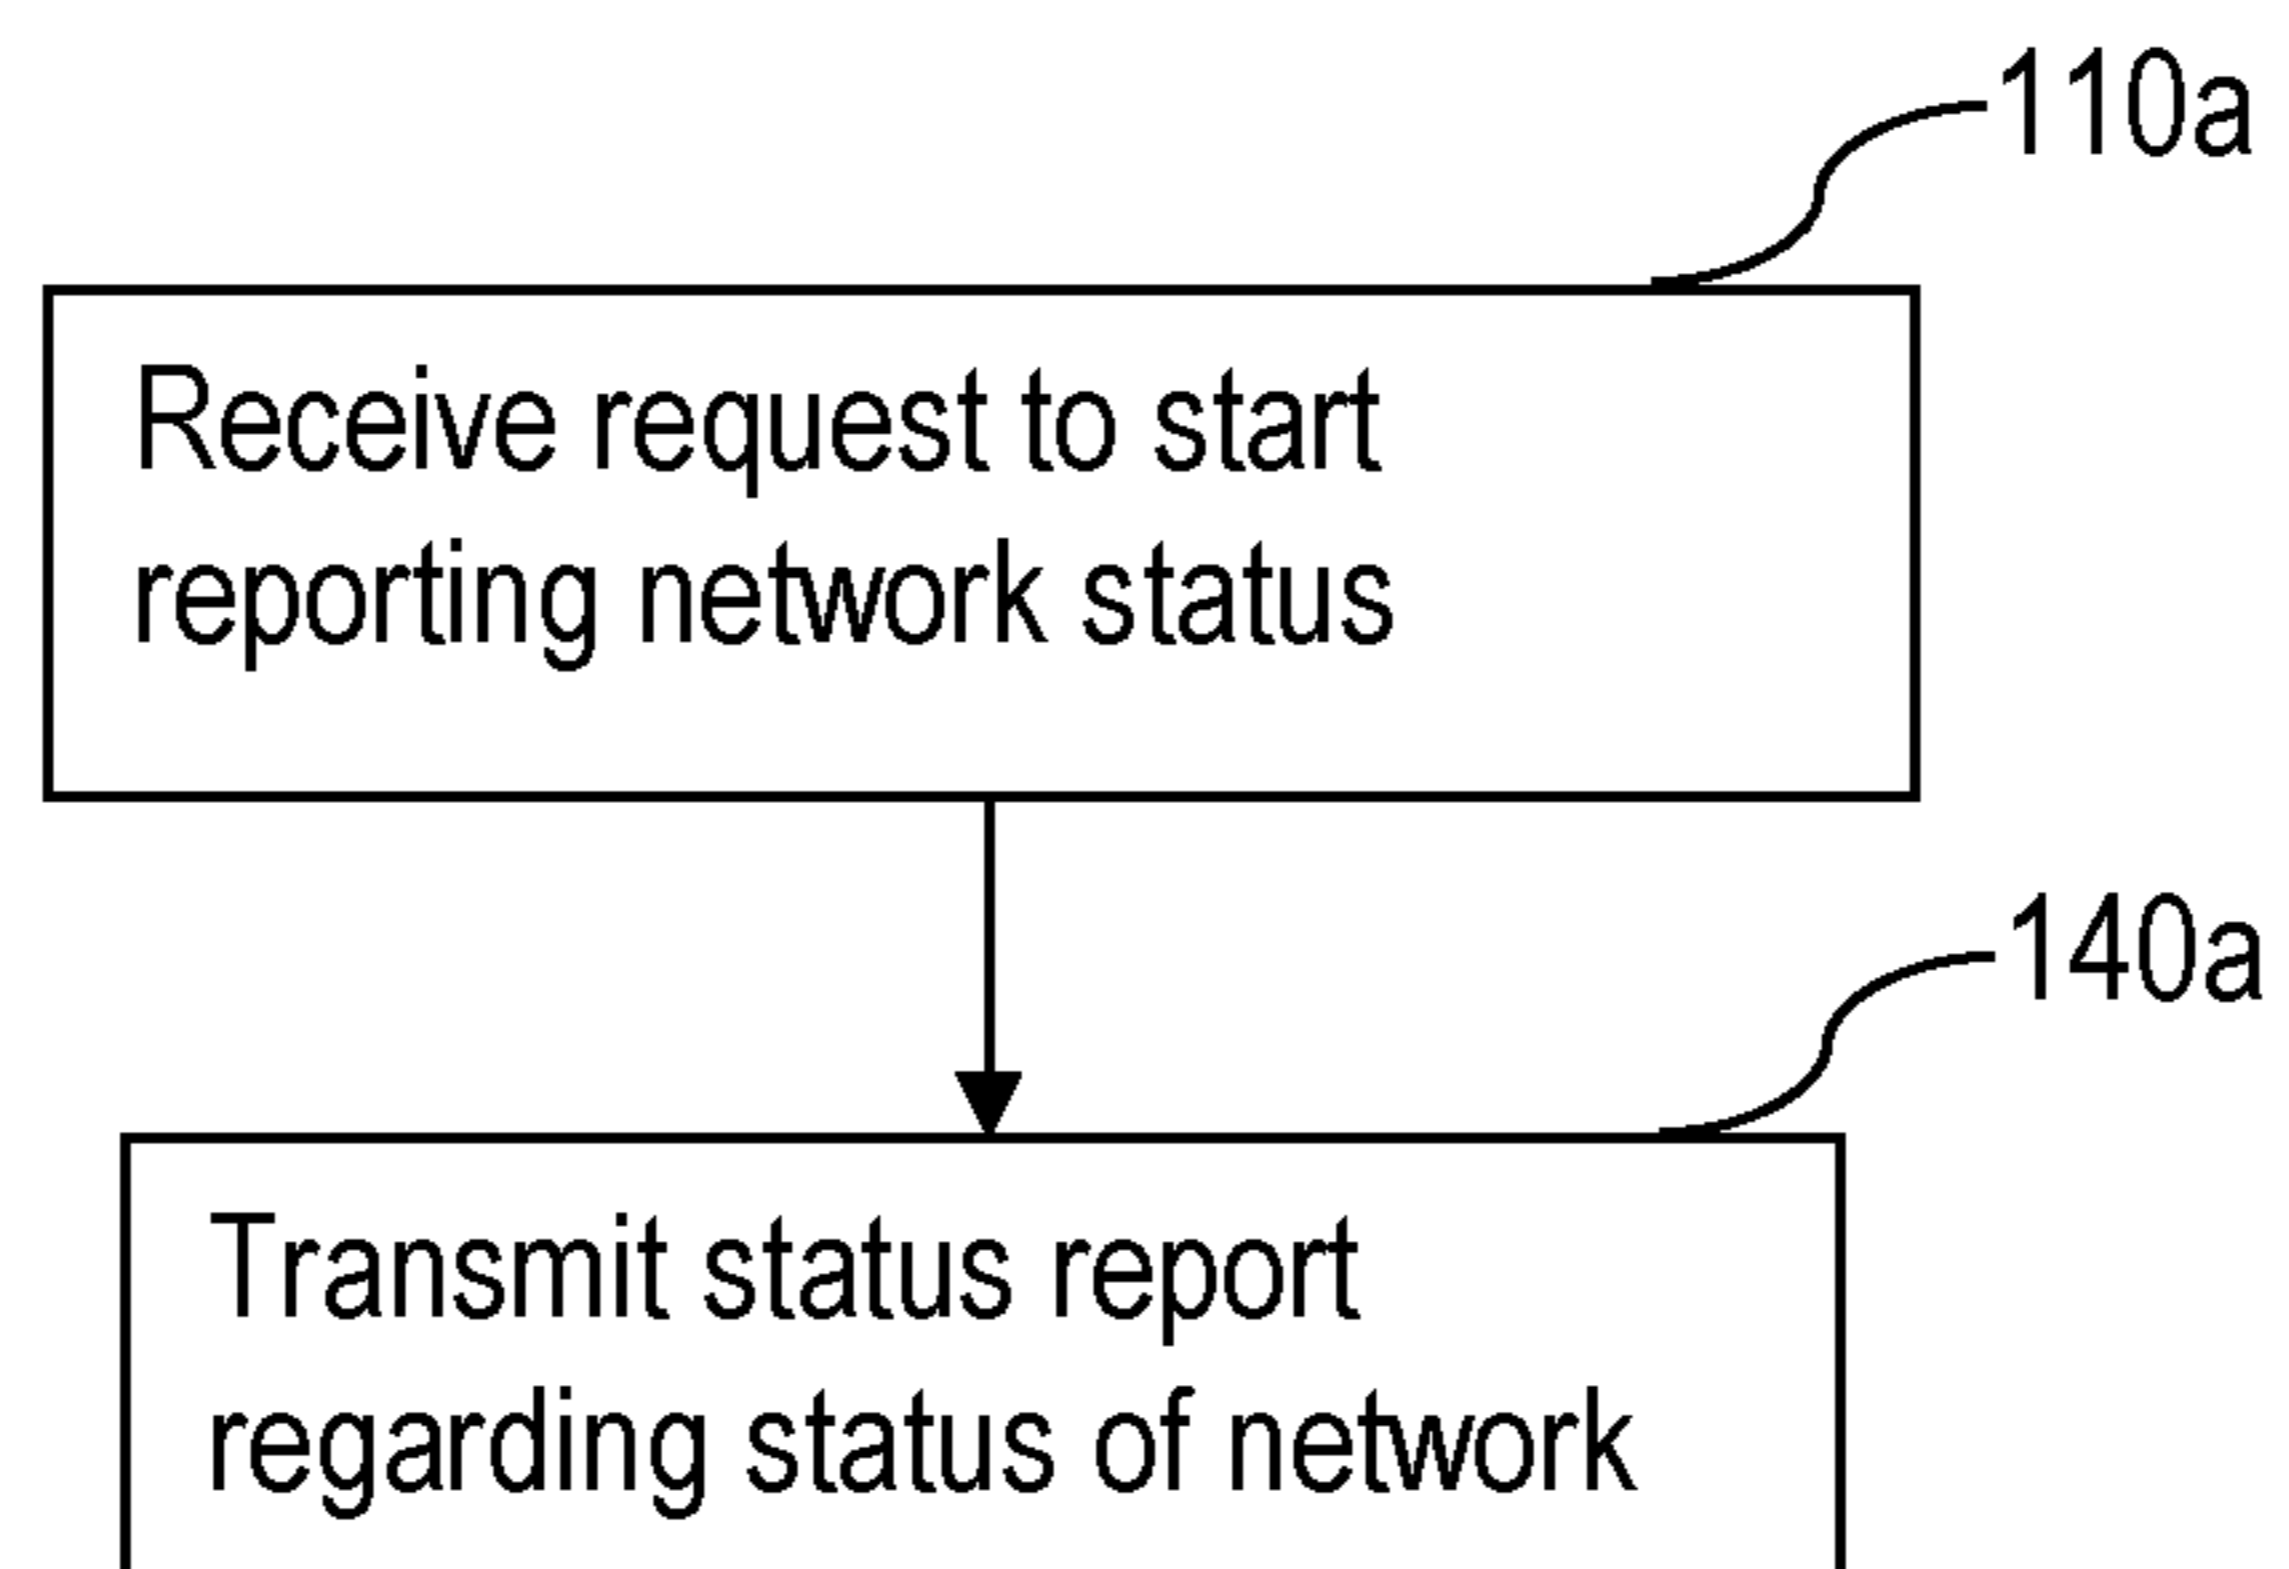 110a
Receive request to start
reporting network status
140a
Transmit status report
regarding status of network